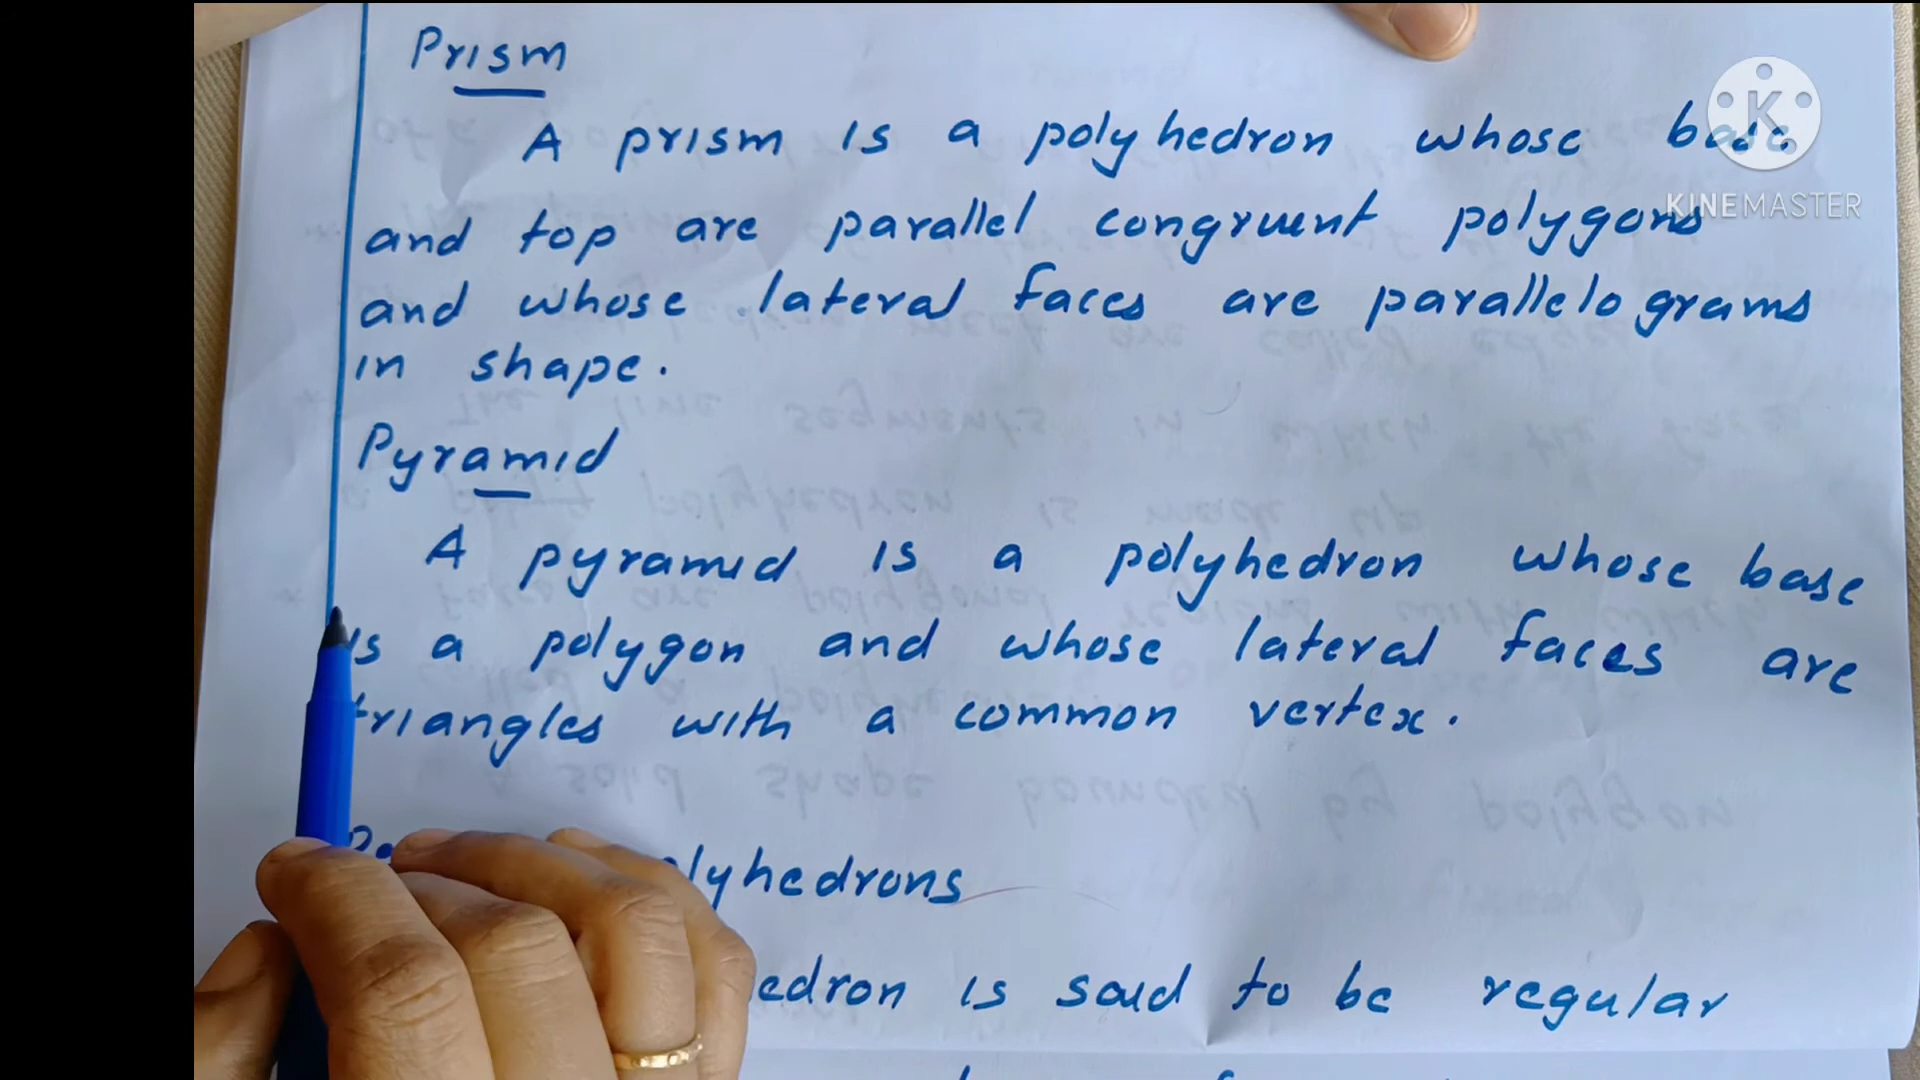 Prism
A prism is a polyhedron whose base
and top are parallel congruent polygons
and whose lateral faces are parallelograms
in shape.
Pyramid
A pyramid is a polyhedron whose base
is a polygon and whose lateral faces are
triangles with a common vertex.
lyhedrons
edron is said to be regular
K
KINEMASTER